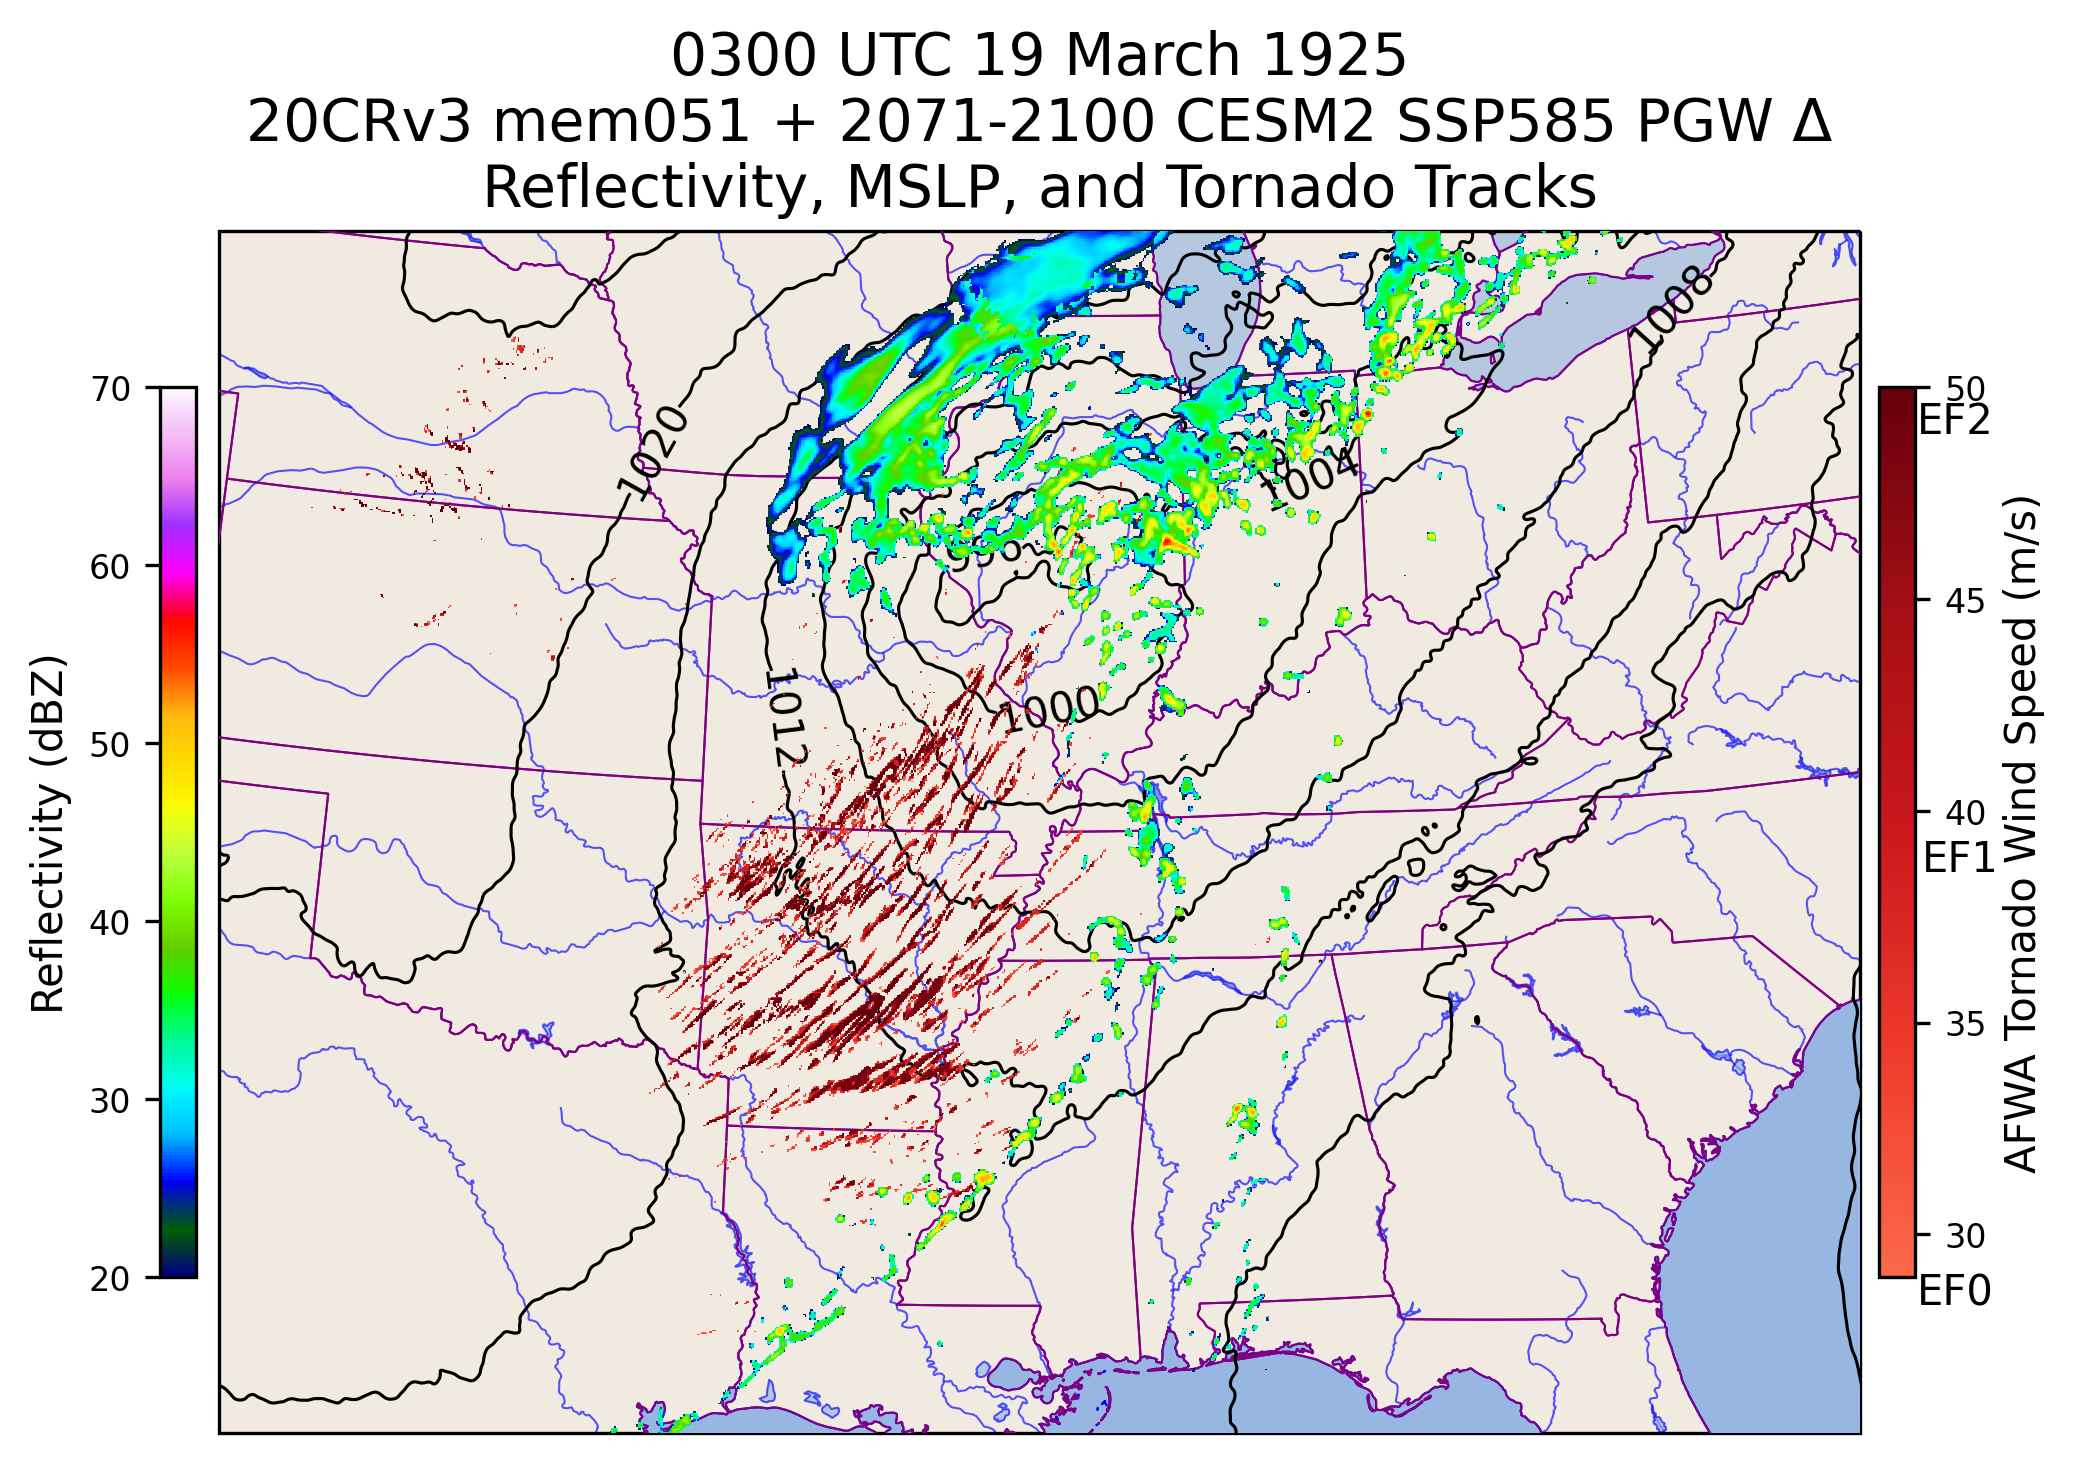 0300 UTC 19 March 1925
20CRv3 mem051 + 2071-2100 CESM2 SSP585 PGW Δ
Reflectivity, MSLP, and Tornado Tracks
Reflectivity (dBZ)
70
60
50
40
30
20
1020
1012
1000
1004
1008
50
EF2
45
40
EF1
35
30
EF0
AFWA Tornado Wind Speed (m/s)